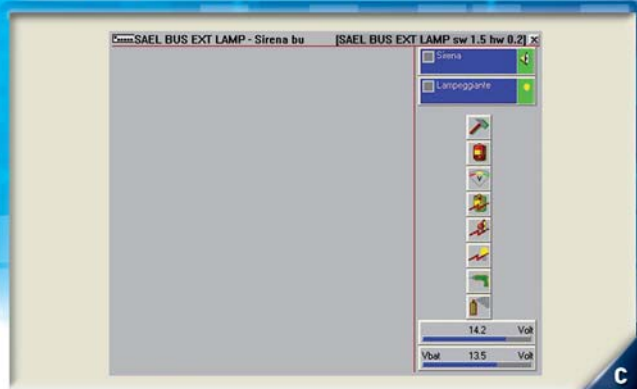 SAEL BUS EXT LAMP - Sirena bu [SAEL BUS EXT LAMP sw 1.5 hw 0.2] ×
Sirena
Lampeggiante
V
14.2 Volt
Vbat 13.5 Volt
C